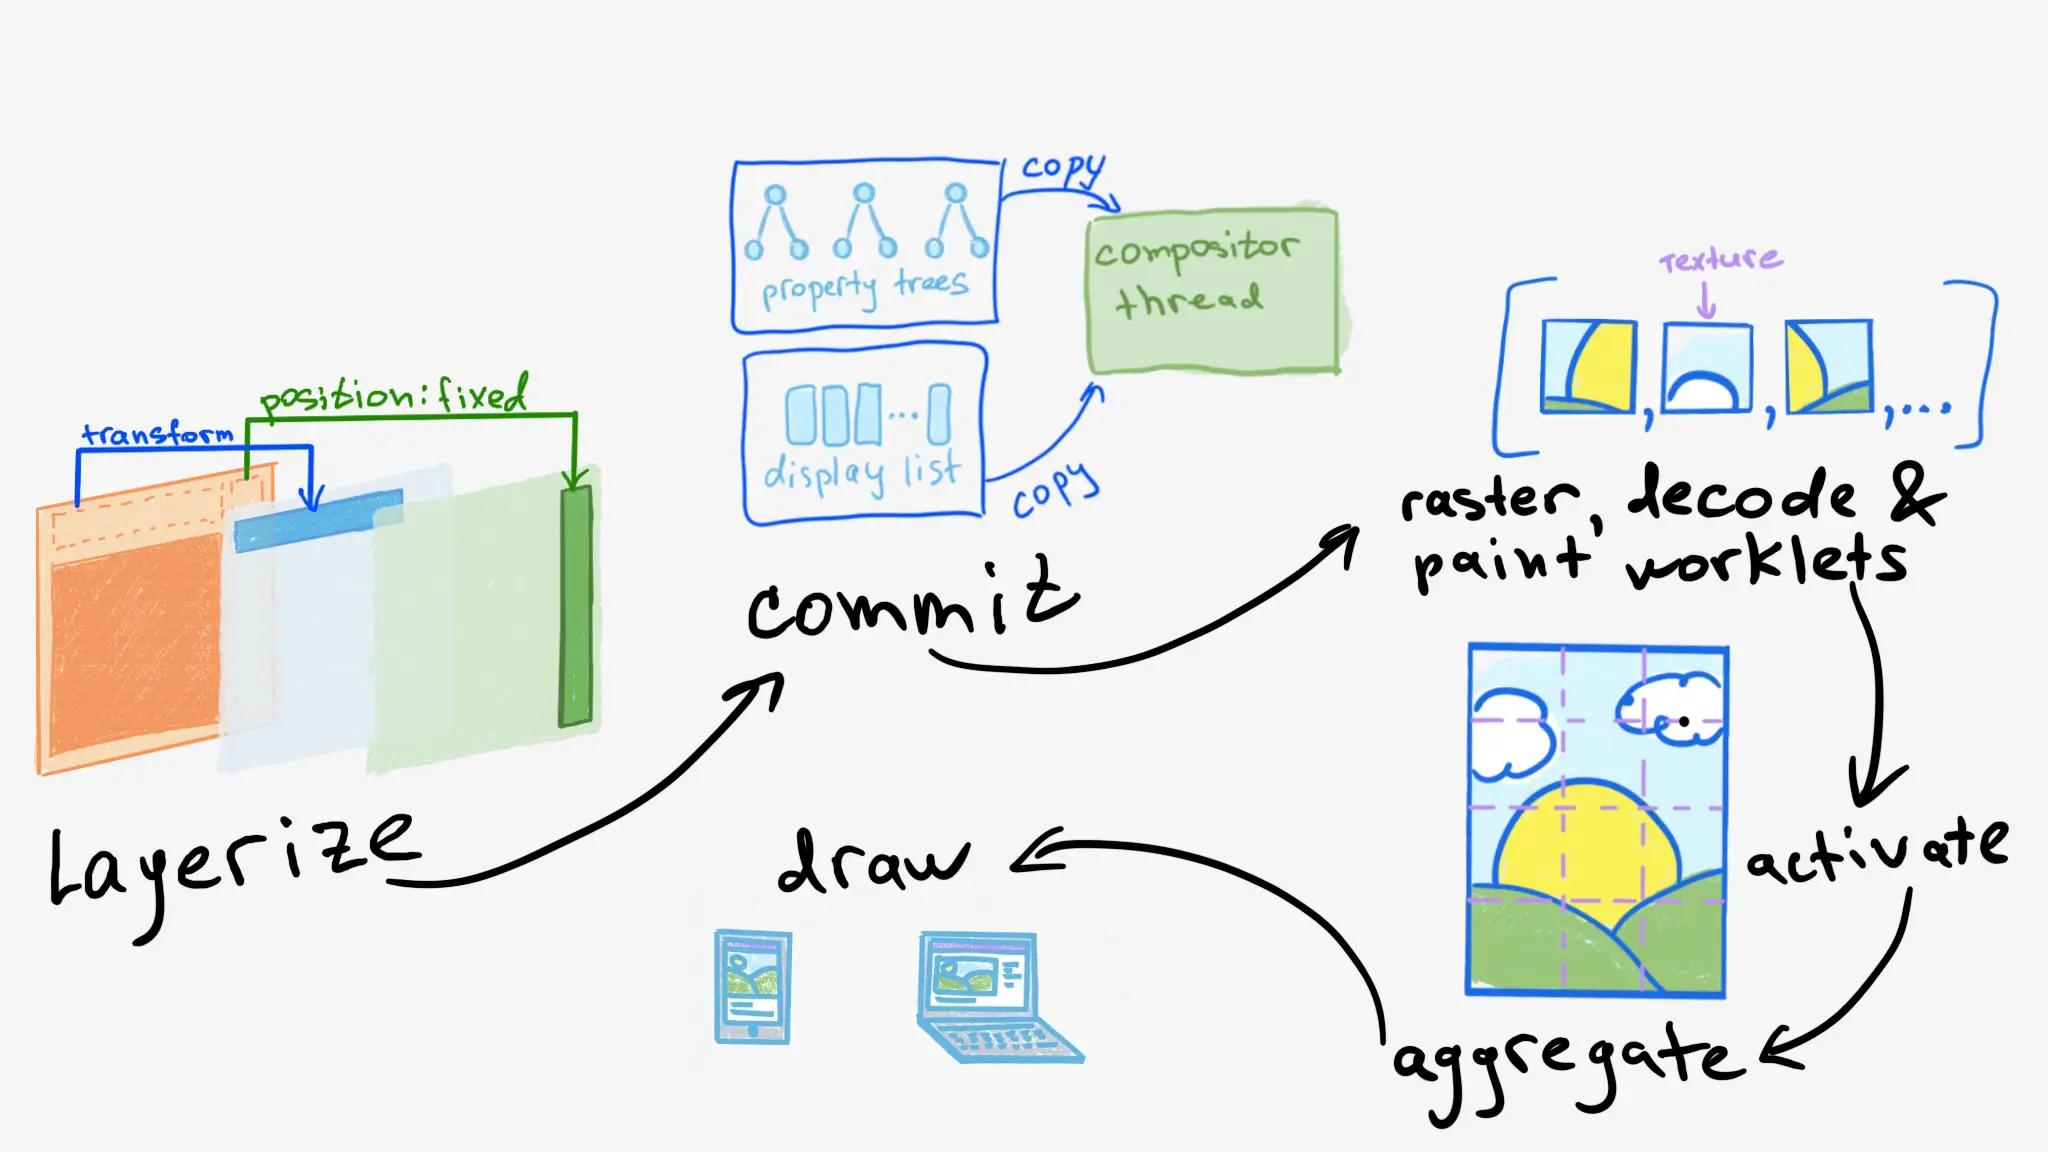 position:fixed
transform
Layerize
property trees
copy
compositor
thread
display list
copy
commit
texture
[ , , ,... ]
raster, decode &
paint worklets
activate
aggregate
draw